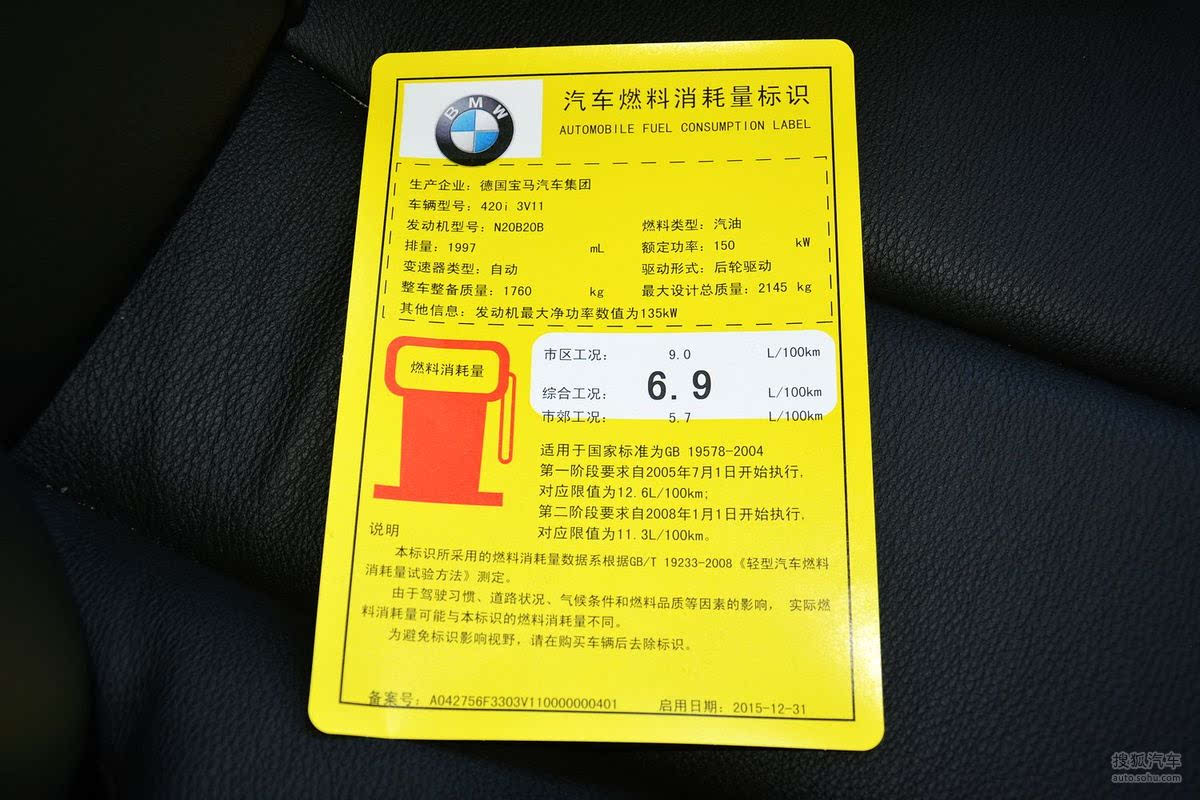 BMW
汽车燃料消耗量标识
AUTOMOBILE FUEL CONSUMPTION LABEL
生产企业: 德国宝马汽车集团
车辆型号: 420i 3V11
发动机型号: N20B20B 燃料类型: 汽油
排量: 1997 mL 额定功率: 150 kW
变速器类型: 自动 驱动形式: 后轮驱动
整车整备质量: 1760 kg 最大设计总质量: 2145 kg
其他信息: 发动机最大净功率数值为135kW
燃料消耗量
市区工况: 9.0 L/100km
综合工况: 6.9 L/100km
市郊工况: 5.7 L/100km
适用于国家标准为GB 19578-2004
第一阶段要求自2005年7月1日开始执行,
对应限值为12.6L/100km;
第二阶段要求自2008年1月1日开始执行,
对应限值为11.3L/100km。
说明
本标识所采用的燃料消耗量数据系根据GB/T 19233-2008《轻型汽车燃料
消耗量试验方法》测定。
由于驾驶习惯、道路状况、气候条件和燃料品质等因素的影响, 实际燃
料消耗量可能与本标识的燃料消耗量不同。
为避免标识影响视野, 请在购买车辆后去除标识。
备案号: A042756F3303V110000000401 启用日期: 2015-12-31
搜狐汽车
auto.sohu.com